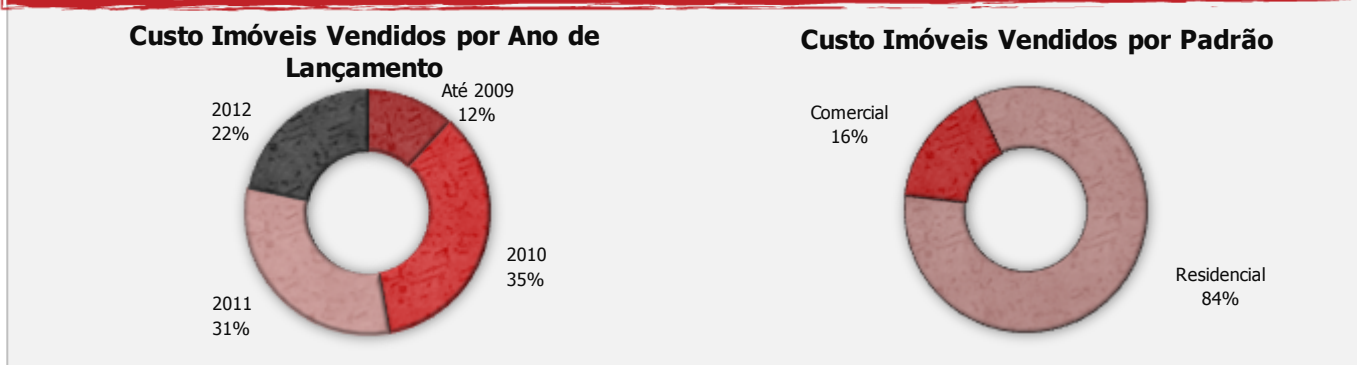 Custo Imóveis Vendidos por Ano de
Lançamento
Até 2009
12%
2010
35%
2011
31%
2012
22%
Custo Imóveis Vendidos por Padrão
Comercial
16%
Residencial
84%